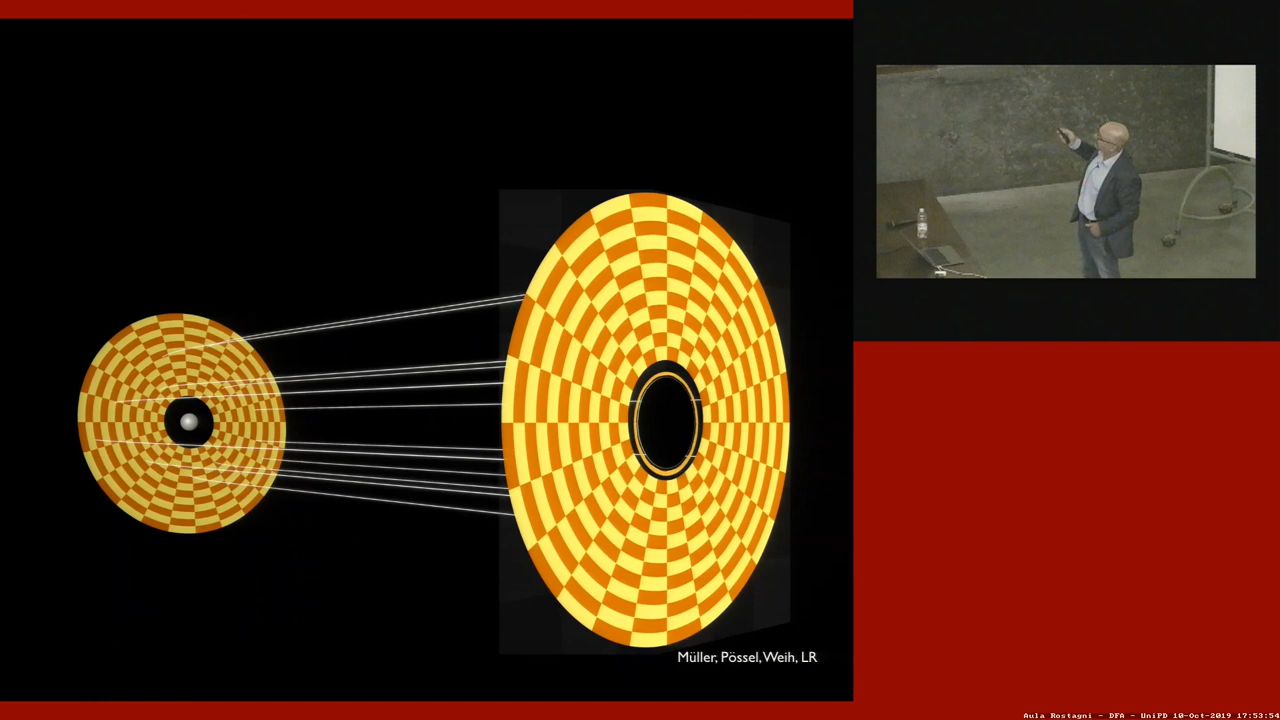 Müller, Pössel, Weih, LR
Aula Rostagni - DFA - UniPD 10-Oct-2019 17:53:54